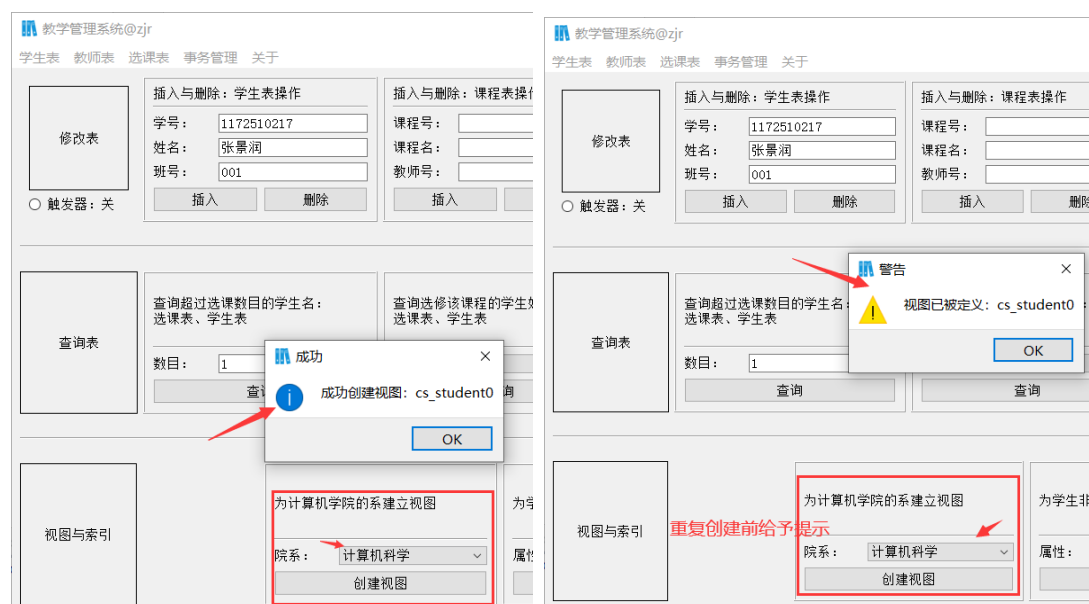 教学管理系统@zjr
学生表 教师表 选课表 事务管理 关于
修改表
触发器：关
插入与删除：学生表操作
学号： 1172510217
姓名： 张景润
班号： 001
插入 删除
插入与删除：课程表操作
课程号：
课程名：
教师号：
插入
查询表
查询超过选课数目的学生名：
选课表、学生表
数目： 1
查询选修该课程的学生
选课表、学生表
成功
成功创建视图：cs_student0
OK
视图与索引
为计算机学院的系建立视图
院系： 计算机科学
创建视图
为学
属性
教学管理系统@zjr
学生表 教师表 选课表 事务管理 关于
修改表
触发器：关
插入与删除：学生表操作
学号： 1172510217
姓名： 张景润
班号： 001
插入 删除
插入与删除：课程表操作
课程号：
课程名：
教师号：
插入 删除
查询表
查询超过选课数目的学生名：
选课表、学生表
数目： 1
查询
查询
警告
视图已被定义：cs_student0
OK
视图与索引
重复创建前给予提示
为计算机学院的系建立视图
院系： 计算机科学
创建视图
为学生非
属性：